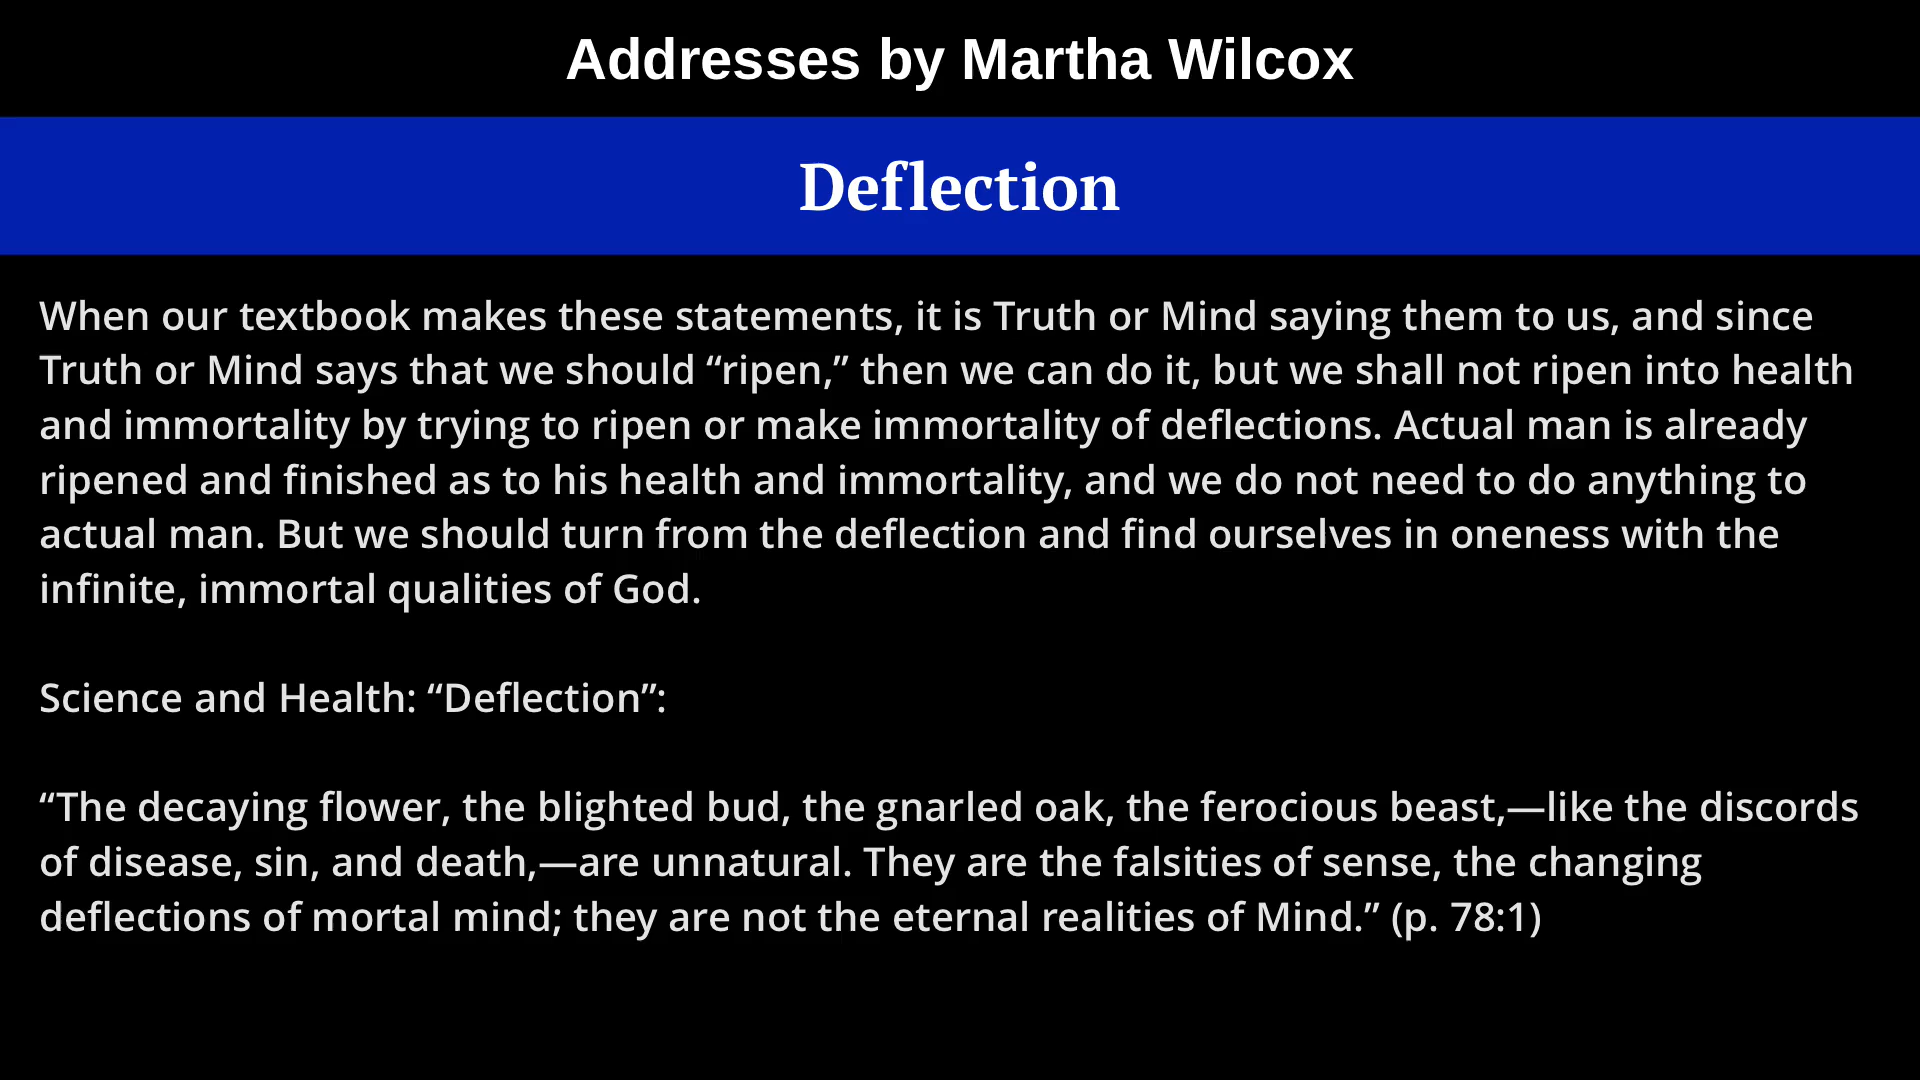 Addresses by Martha Wilcox
Deflection
When our textbook makes these statements, it is Truth or Mind saying them to us, and since
Truth or Mind says that we should “ripen,” then we can do it, but we shall not ripen into health
and immortality by trying to ripen or make immortality of deflections. Actual man is already
ripened and finished as to his health and immortality, and we do not need to do anything to
actual man. But we should turn from the deflection and find ourselves in oneness with the
infinite, immortal qualities of God.
Science and Health: “Deflection”:
“The decaying flower, the blighted bud, the gnarled oak, the ferocious beast,—like the discords
of disease, sin, and death,—are unnatural. They are the falsities of sense, the changing
deflections of mortal mind; they are not the eternal realities of Mind.” (p. 78:1)